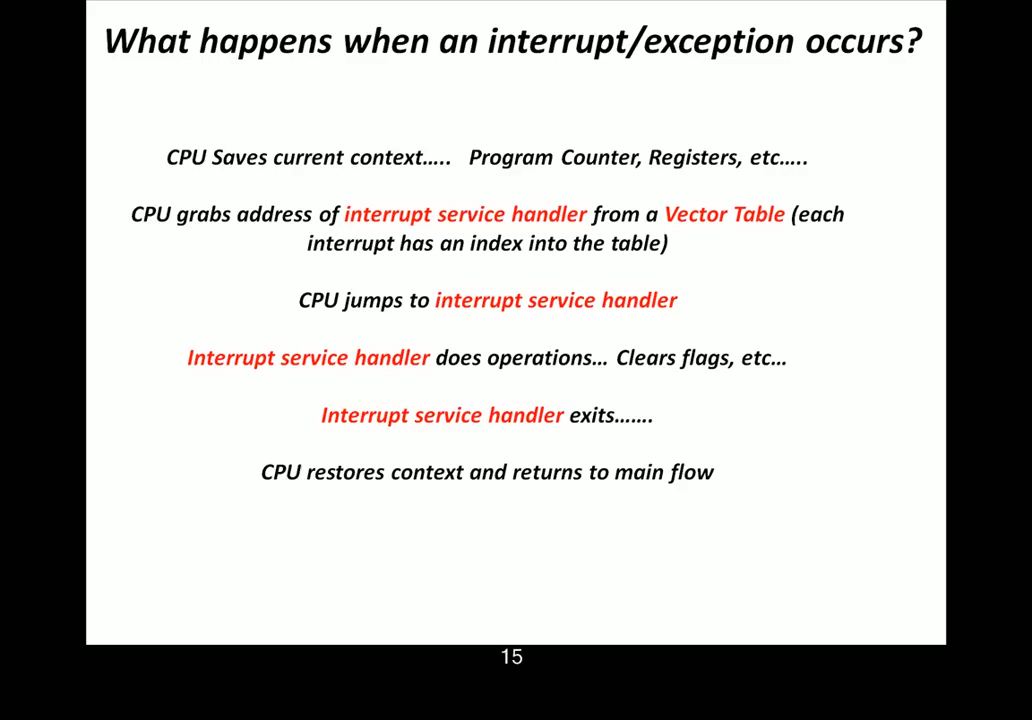 What happens when an interrupt/exception occurs?
CPU Saves current context….. Program Counter, Registers, etc…..
CPU grabs address of interrupt service handler from a Vector Table (each
interrupt has an index into the table)
CPU jumps to interrupt service handler
Interrupt service handler does operations… Clears flags, etc…
Interrupt service handler exits…….
CPU restores context and returns to main flow
15